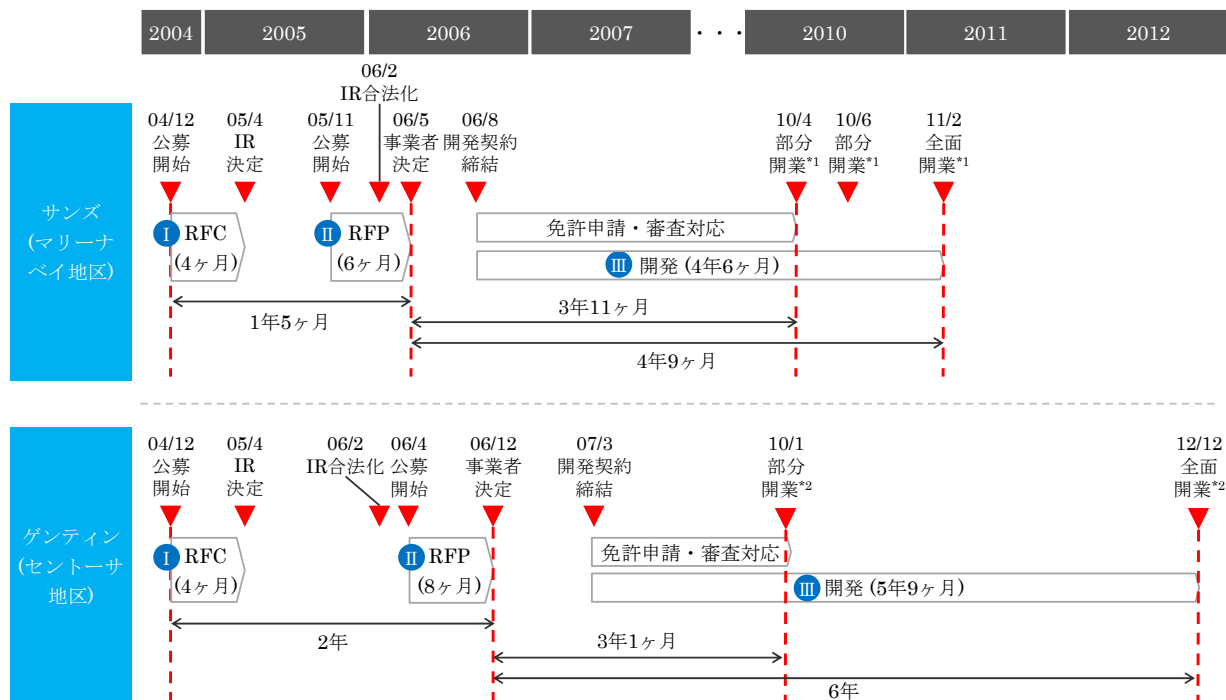 2004 2005 2006 2007 ・・・ 2010 2011 2012
サンズ
(マリーナ
ベイ地区)
06/2
IR合法化
04/12
公募
開始
05/4
IR
決定
05/11
公募
開始
06/5
事業者
決定
06/8
開発契約
締結
10/4
部分
開業*1
10/6
部分
開業*1
11/2
全面
開業*1
Ⅰ RFC
(4ヶ月)
Ⅱ RFP
(6ヶ月)
免許申請・審査対応
Ⅲ 開発 (4年6ヶ月)
1年5ヶ月
3年11ヶ月
4年9ヶ月
ゲンティン
(セントーサ
地区)
04/12
公募
開始
05/4
IR
決定
06/2
IR合法化
06/4
公募
開始
06/12
事業者
決定
07/3
開発契約
締結
10/1
部分
開業*2
12/12
全面
開業*2
Ⅰ RFC
(4ヶ月)
Ⅱ RFP
(8ヶ月)
免許申請・審査対応
Ⅲ 開発 (5年9ヶ月)
2年
3年1ヶ月
6年